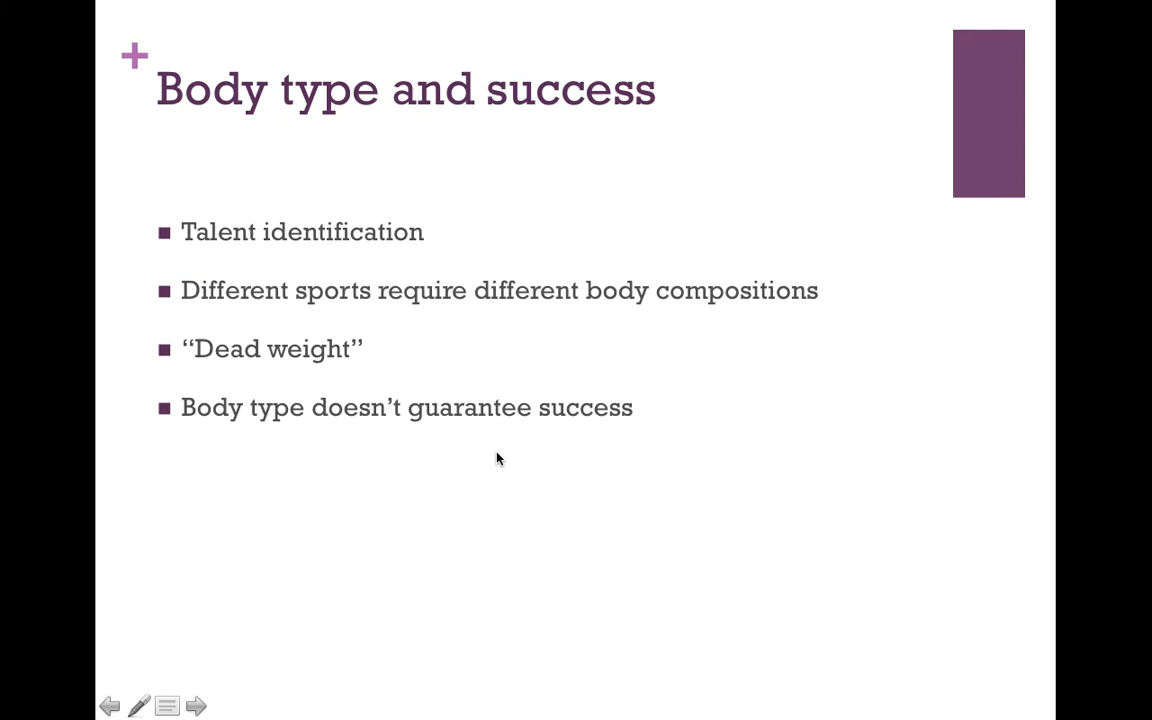 +
Body type and success
■ Talent identification
■ Different sports require different body compositions
■ “Dead weight”
■ Body type doesn’t guarantee success